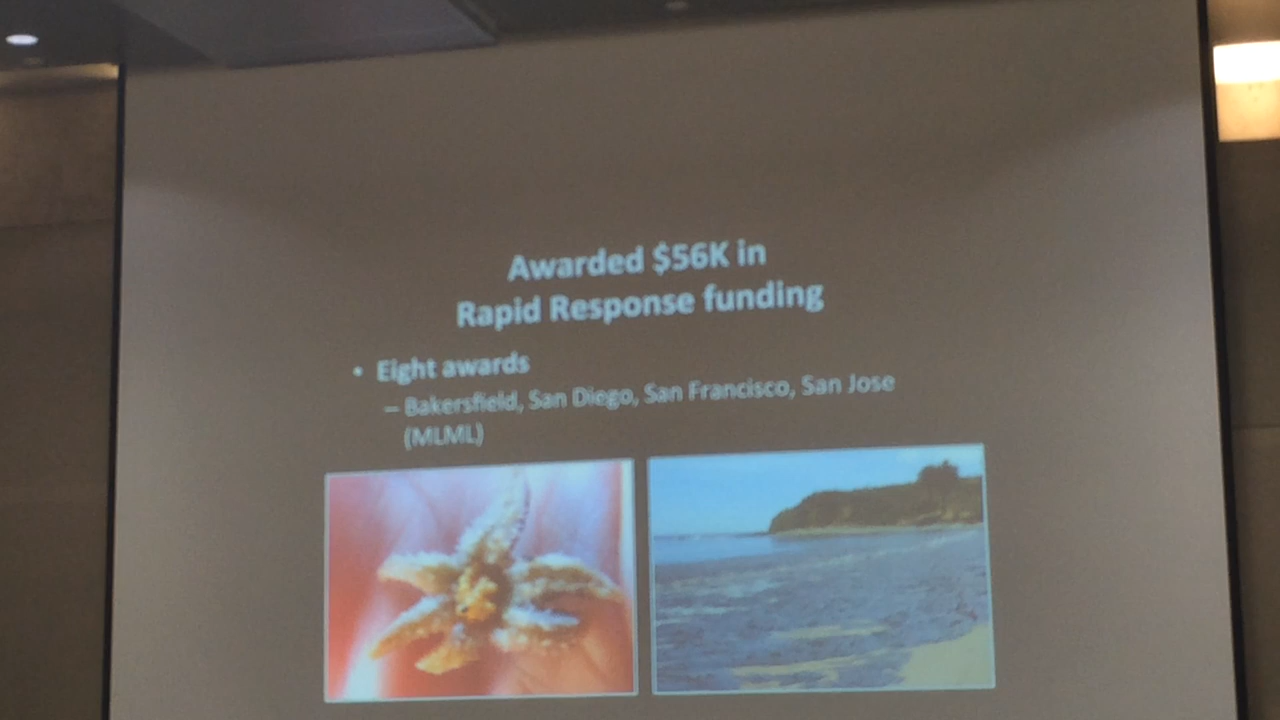 Awarded $56K in
Rapid Response funding
• Eight awards
– Bakersfield, San Diego, San Francisco, San Jose
(MLML)